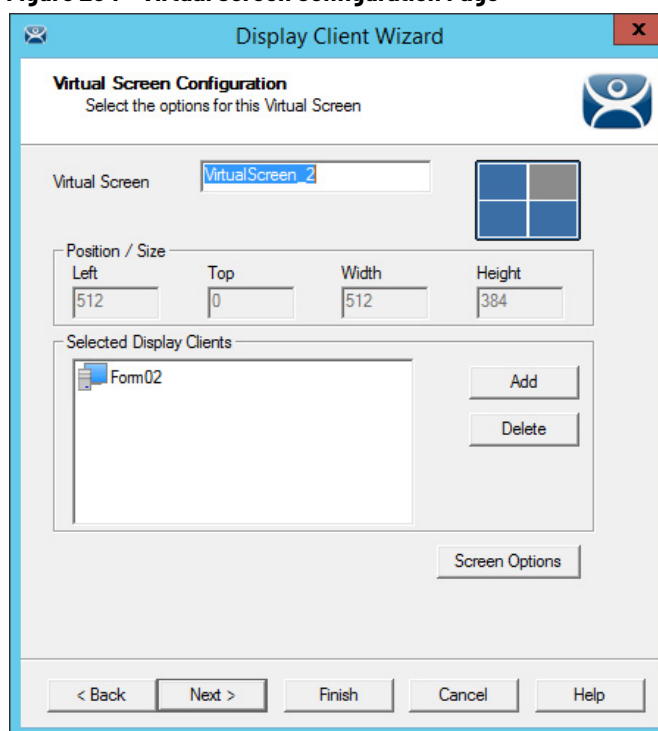 Display Client Wizard
x
Virtual Screen Configuration
Select the options for this Virtual Screen
Virtual Screen
VirtualScreen_2
Position / Size
Left Top Width Height
512 0 512 384
Selected Display Clients
Form02
Add
Delete
Screen Options
< Back Next > Finish Cancel Help